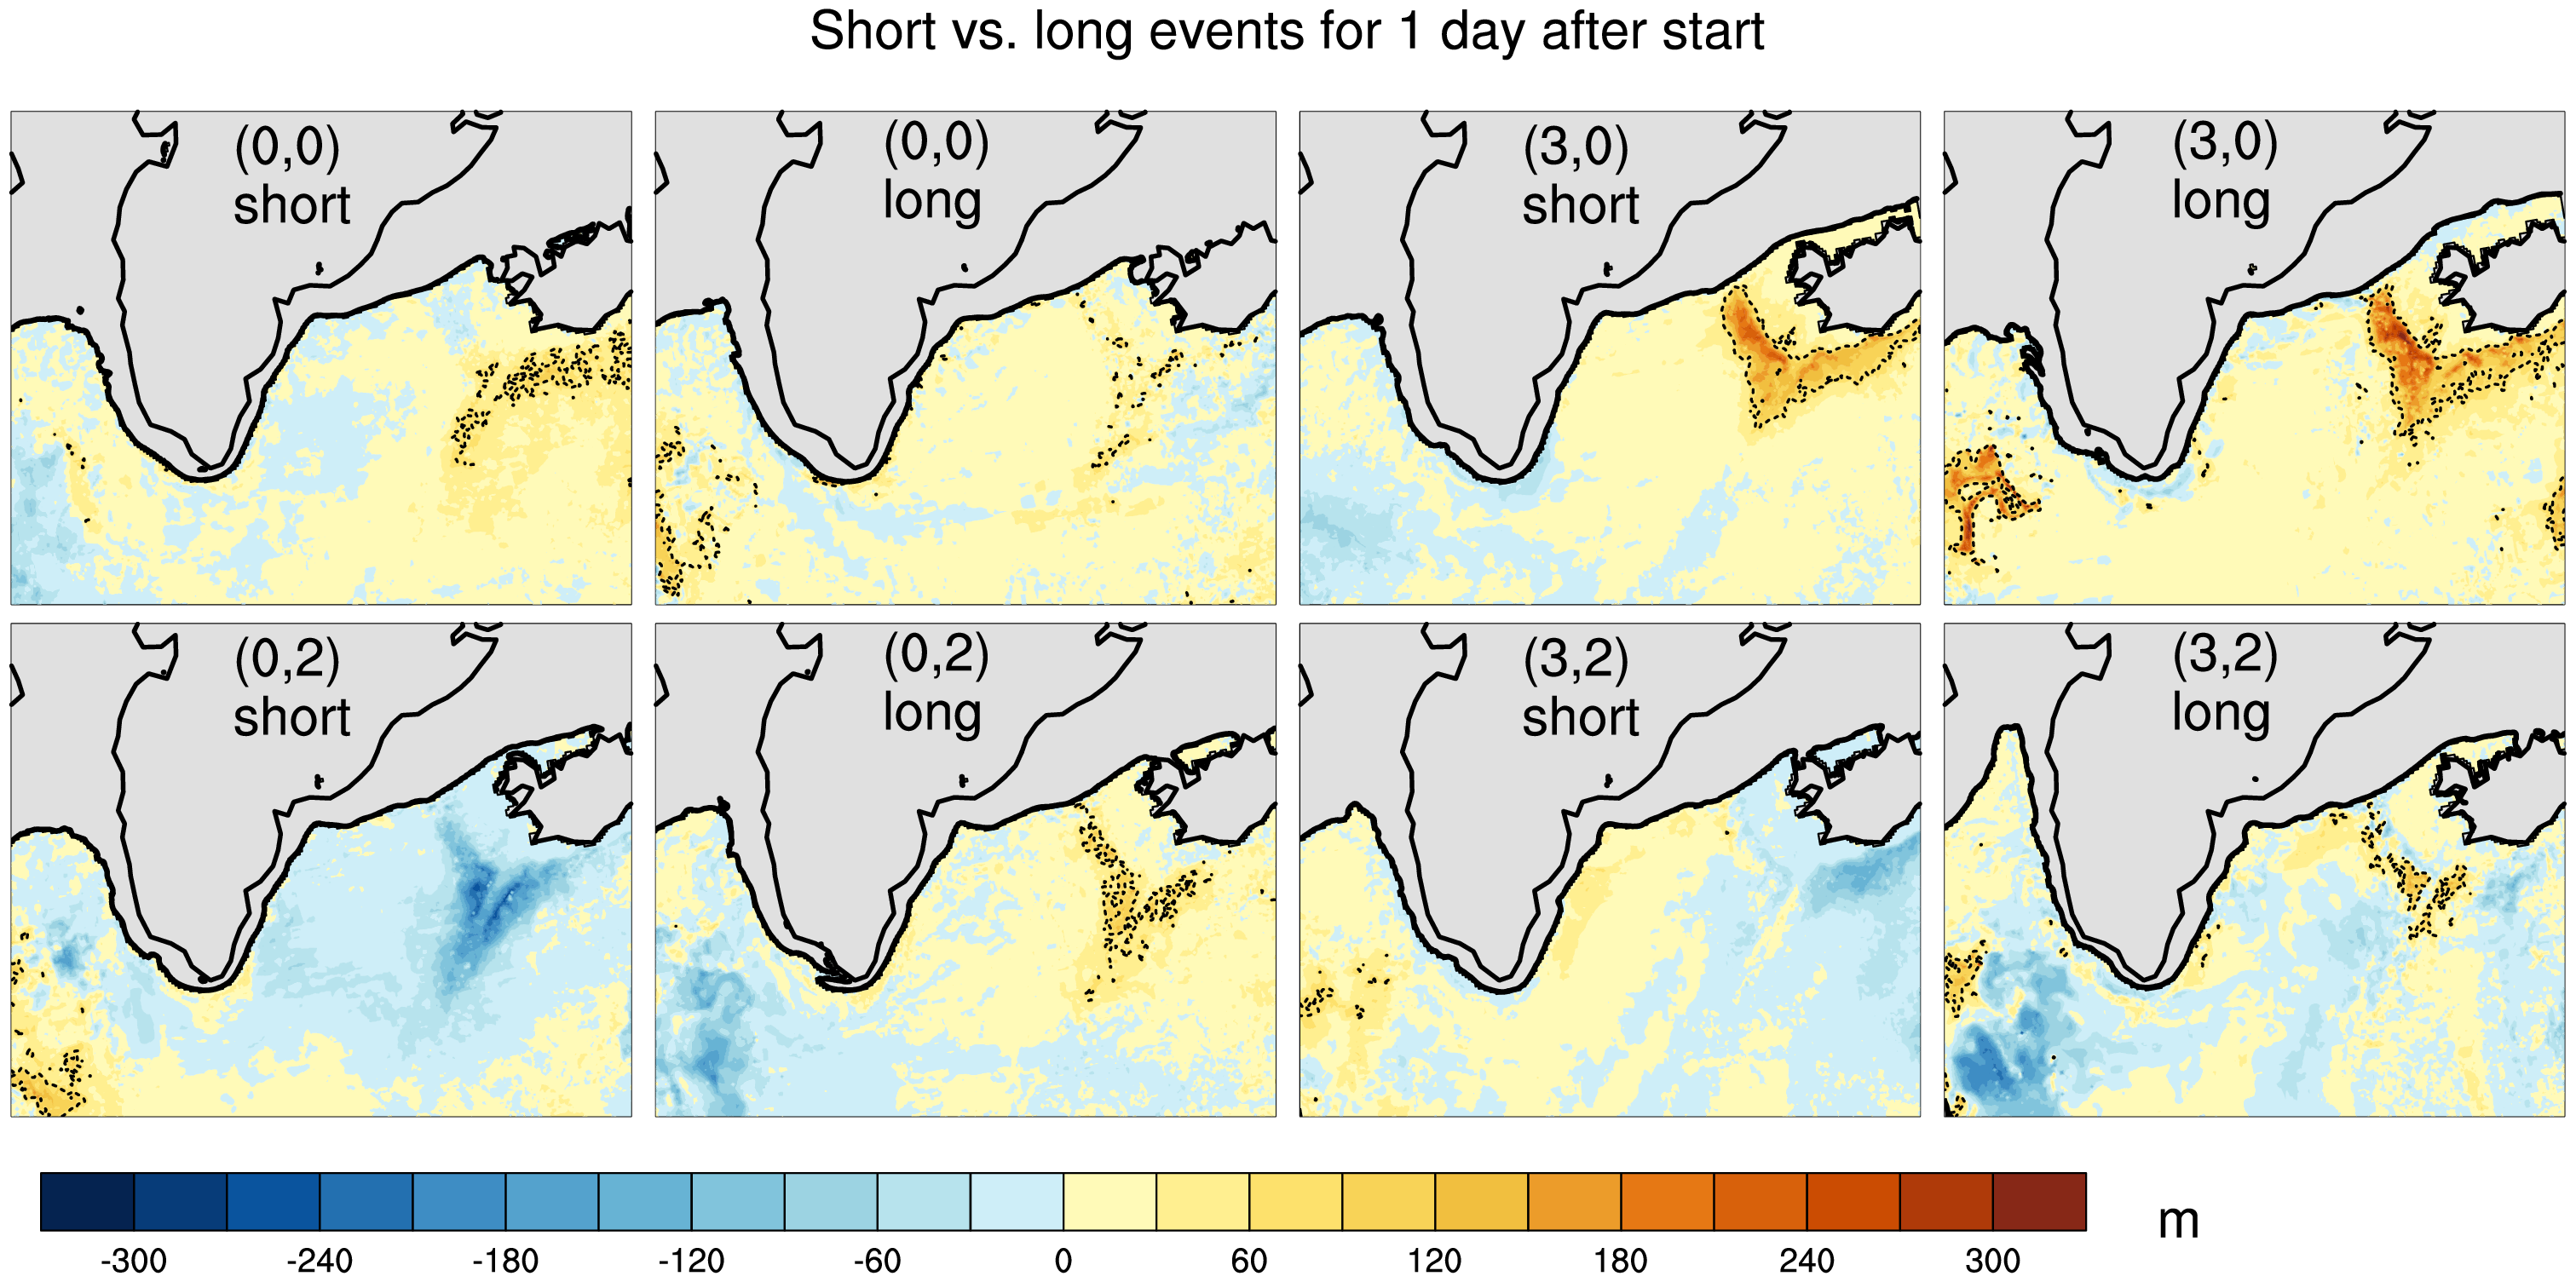 Short vs. long events for 1 day after start
(0,0)
short
(0,0)
long
(3,0)
short
(3,0)
long
(0,2)
short
(0,2)
long
(3,2)
short
(3,2)
long
-300 -240 -180 -120 -60 0 60 120 180 240 300
m